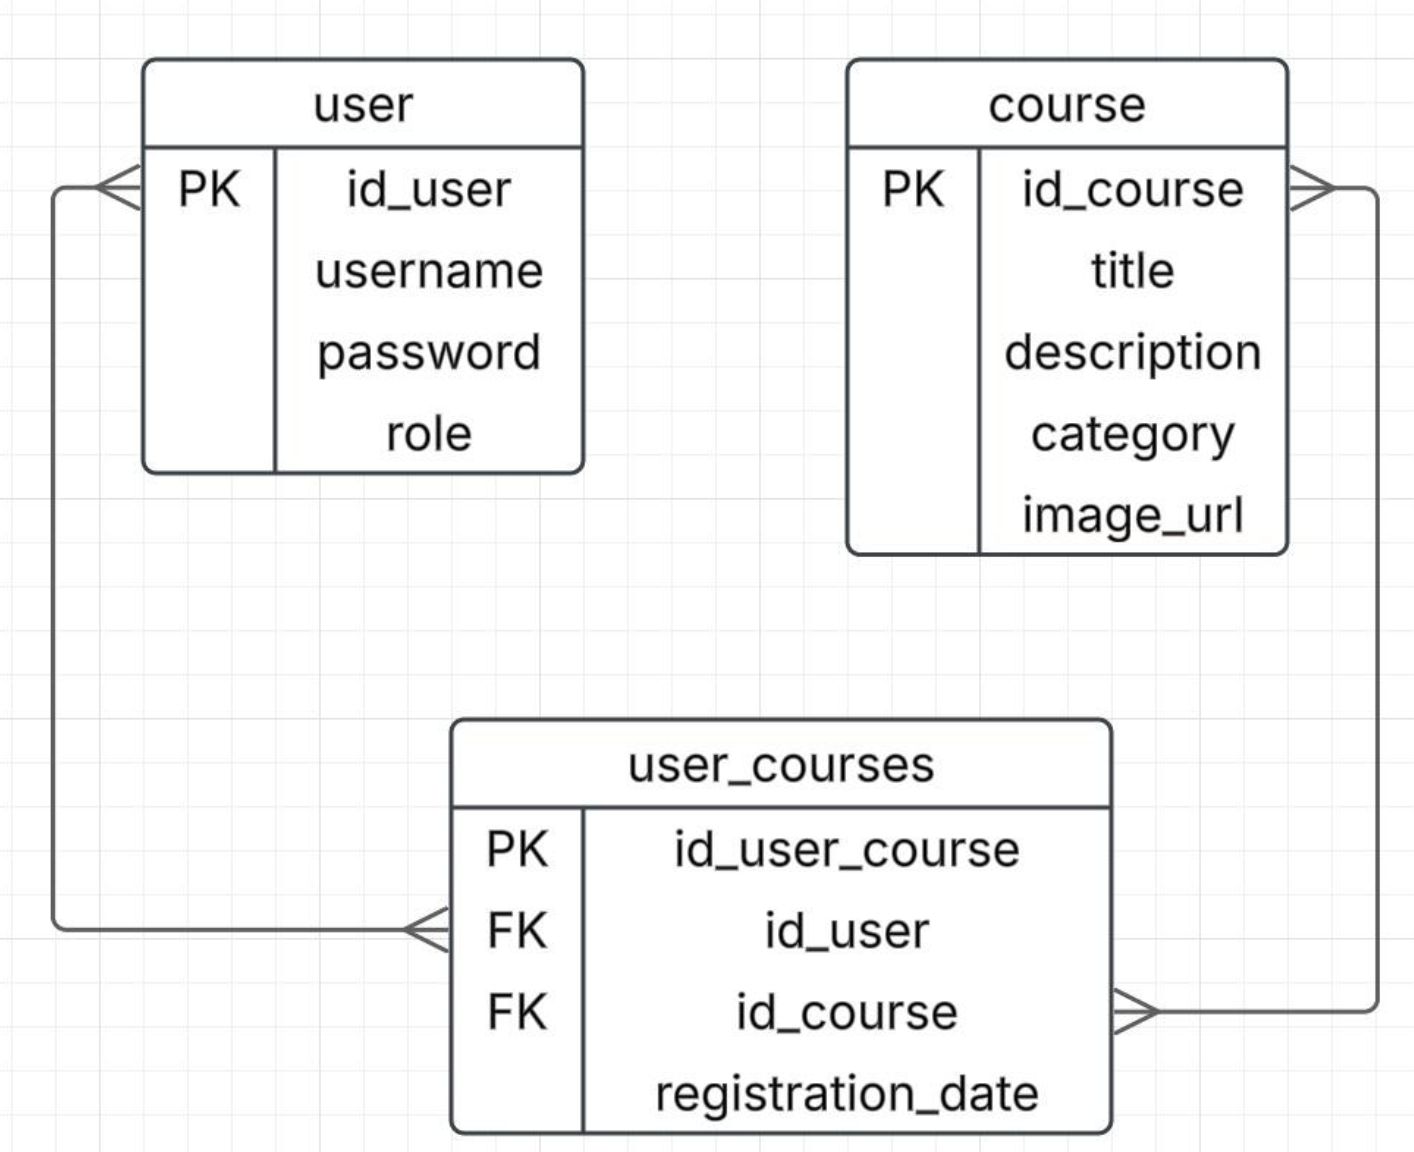 user
PK id_user
username
password
role
course
PK id_course
title
description
category
image_url
user_courses
PK id_user_course
FK id_user
FK id_course
registration_date